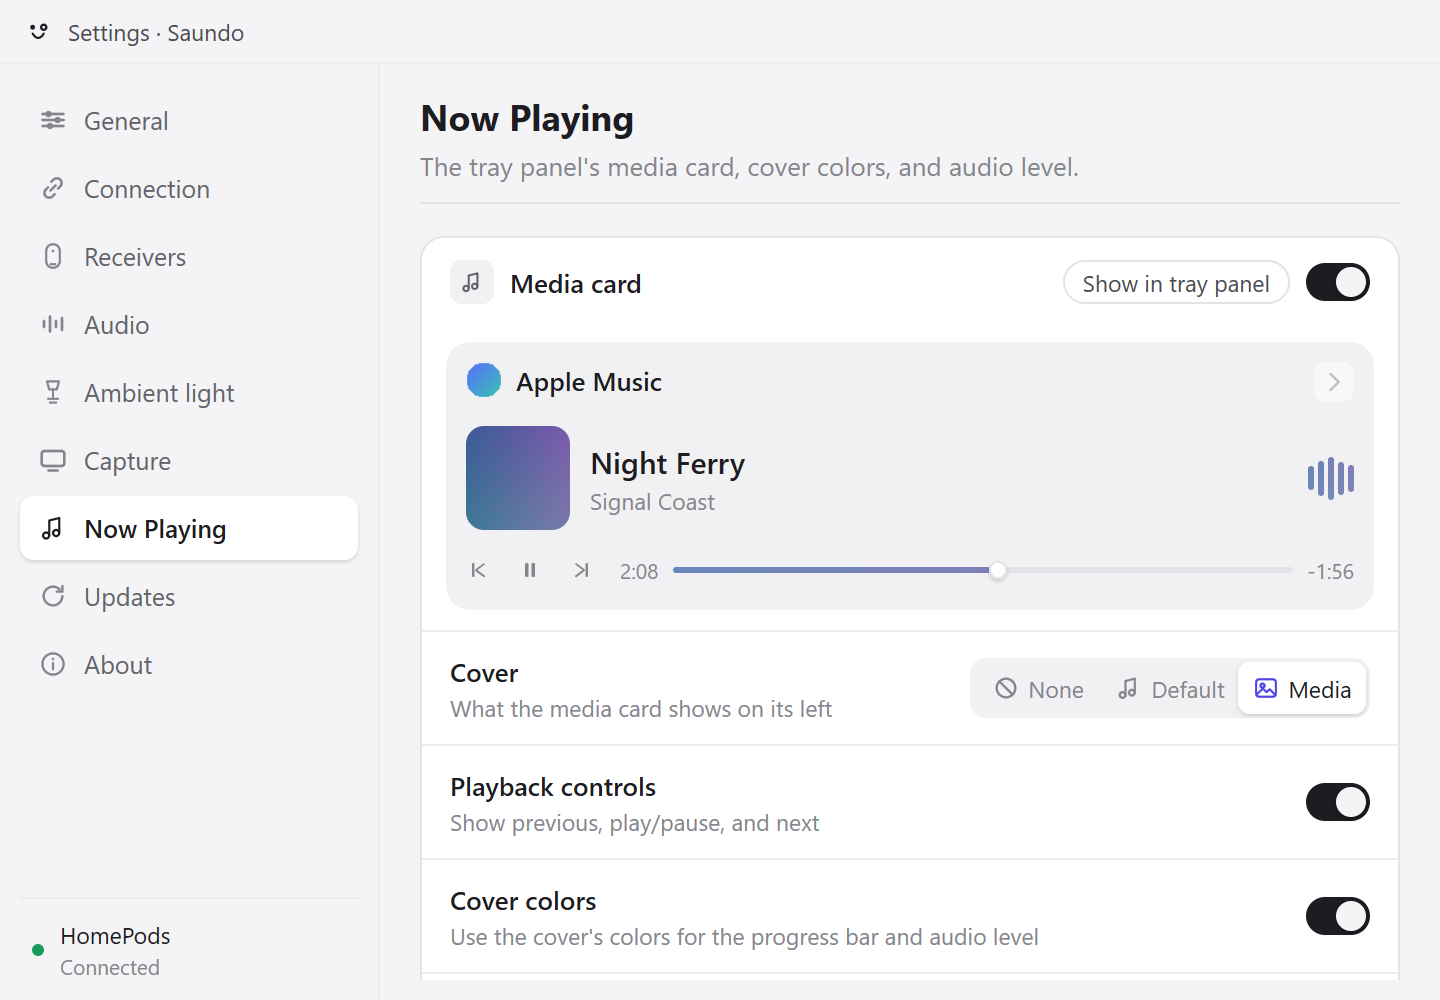 Settings · Saundo
General
Connection
Receivers
Audio
Ambient light
Capture
Now Playing
Updates
About
HomePods
Connected
Now Playing
The tray panel's media card, cover colors, and audio level.
Media card
Show in tray panel
Apple Music
Night Ferry
Signal Coast
2:08
-1:56
Cover
What the media card shows on its left
None
Default
Media
Playback controls
Show previous, play/pause, and next
Cover colors
Use the cover's colors for the progress bar and audio level